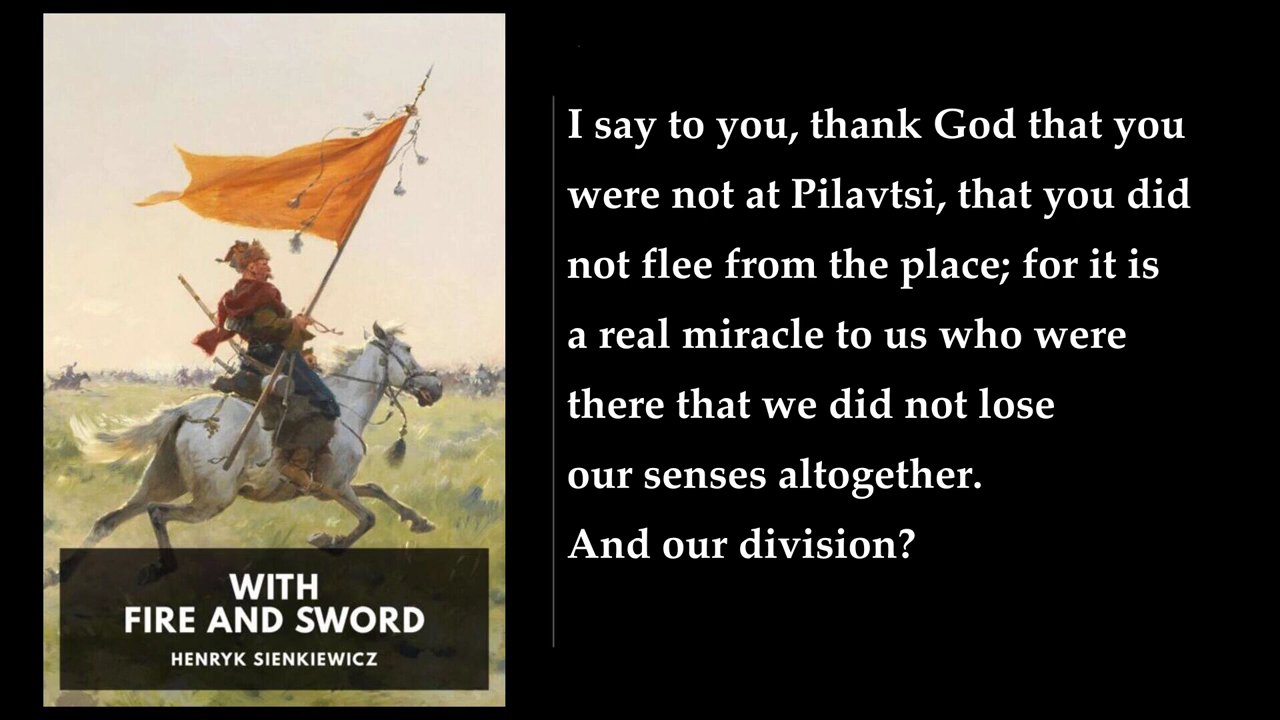 WITH
FIRE AND SWORD
HENRYK SIENKIEWICZ
I say to you, thank God that you
were not at Pilavtsi, that you did
not flee from the place; for it is
a real miracle to us who were
there that we did not lose
our senses altogether.
And our division?